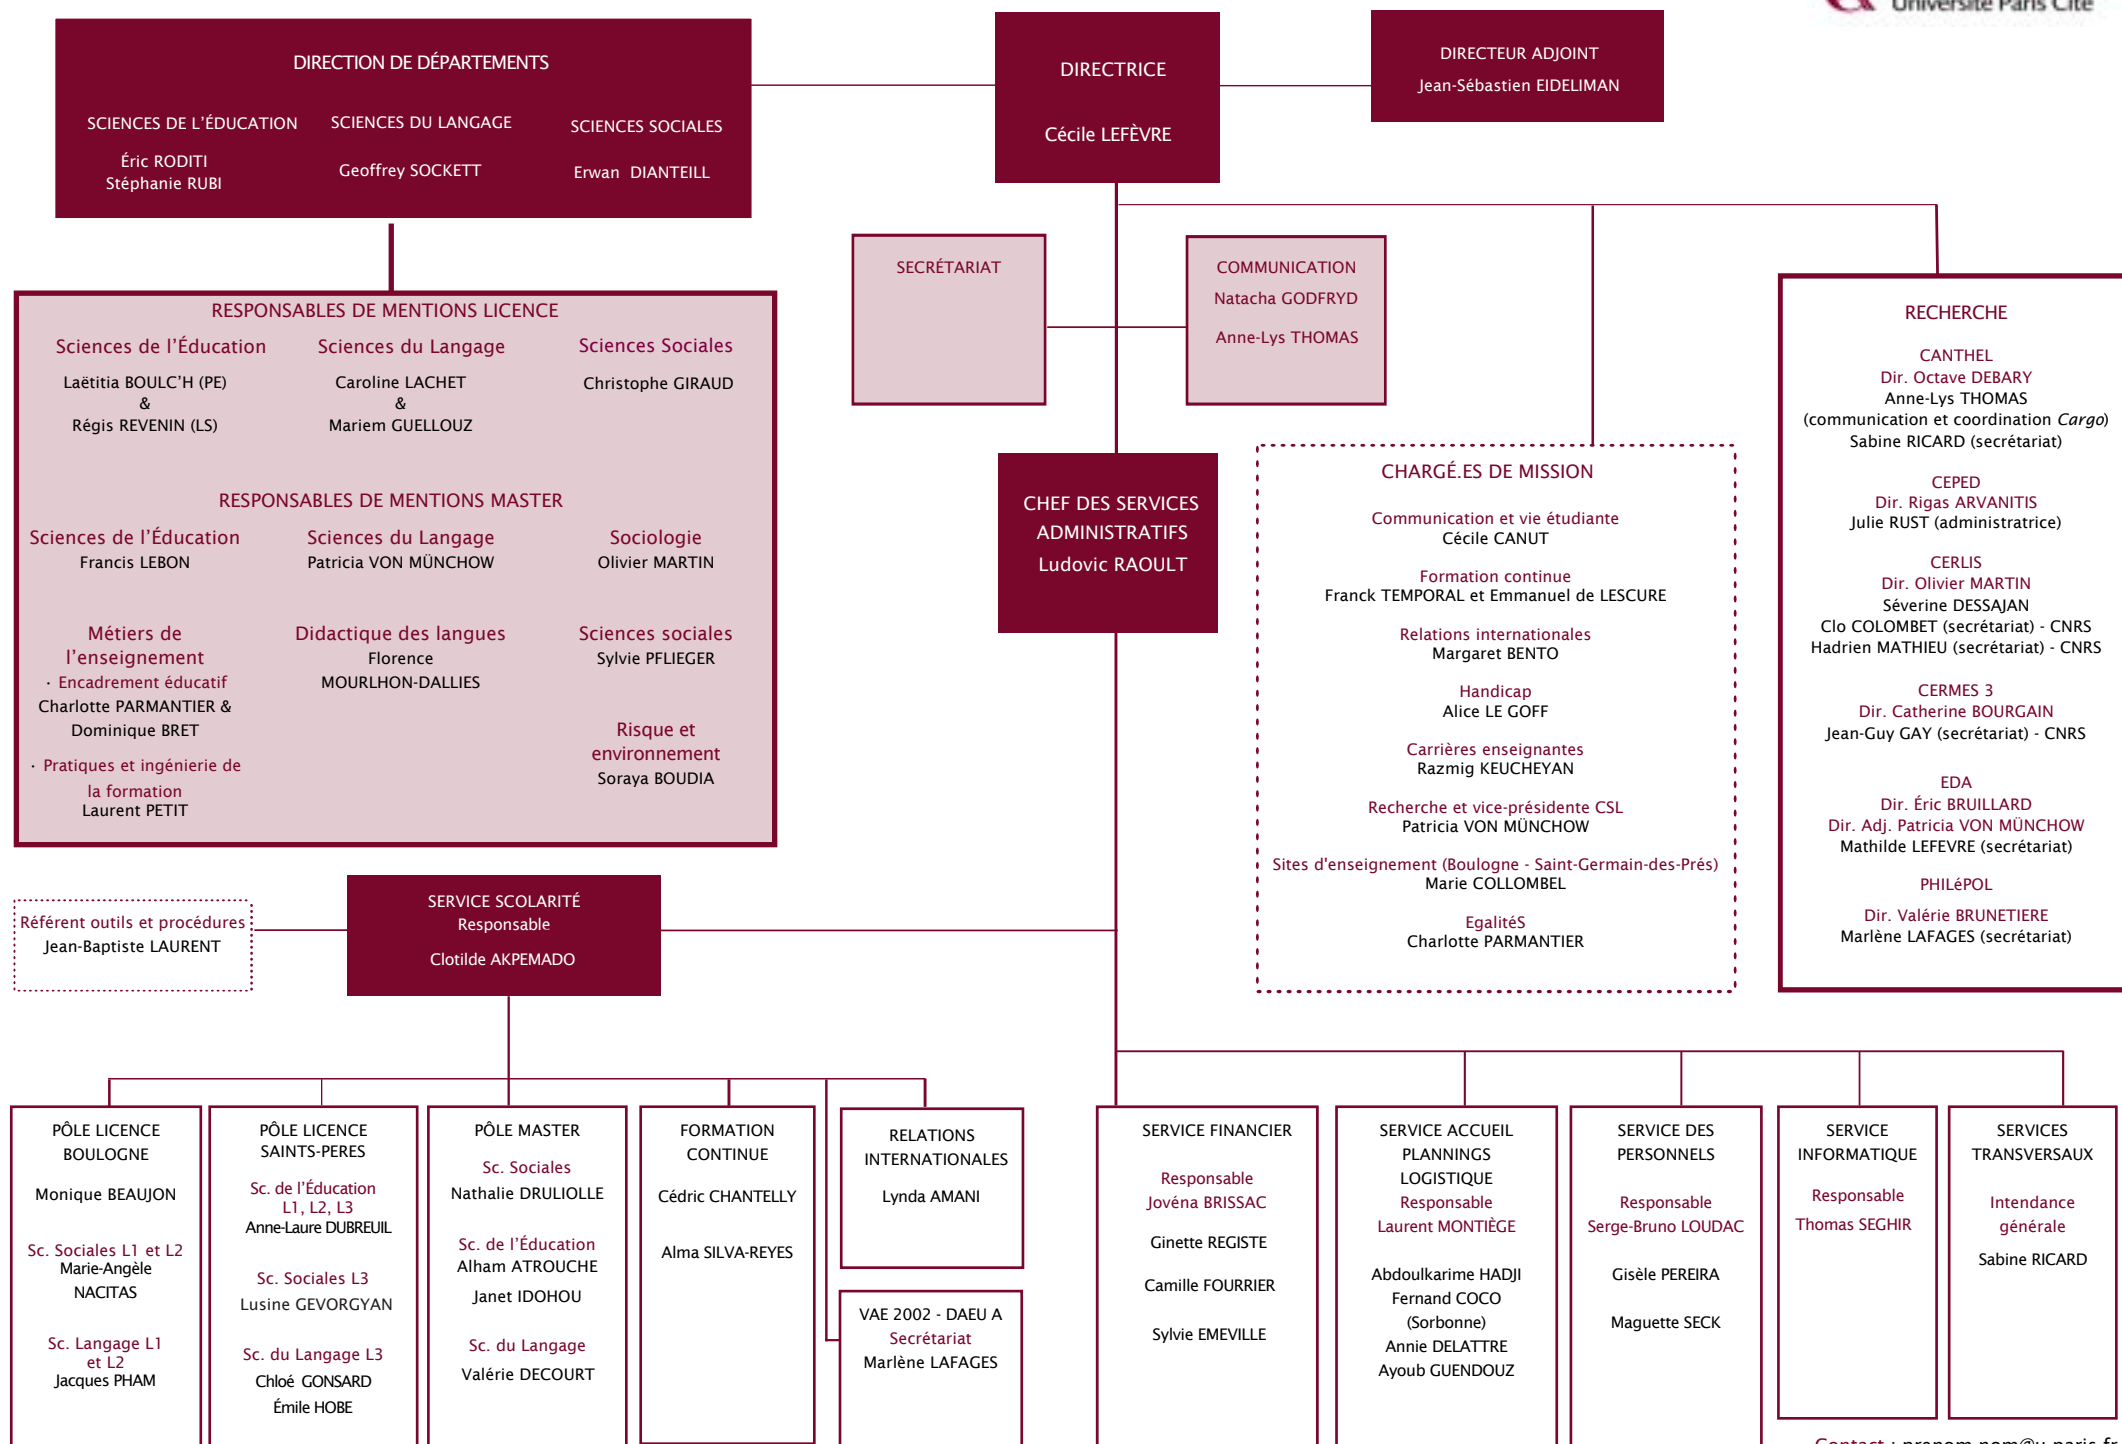 Université Paris Cité
DIRECTION DE DÉPARTEMENTS
SCIENCES DE L'ÉDUCATION
Éric RODITI
Stéphanie RUBI
SCIENCES DU LANGAGE
Geoffrey SOCKETT
SCIENCES SOCIALES
Erwan DIANTEILL
DIRECTRICE
Cécile LEFÈVRE
DIRECTEUR ADJOINT
Jean-Sébastien EIDELIMAN
SECRÉTARIAT
COMMUNICATION
Natacha GODFRYD
Anne-Lys THOMAS
RESPONSABLES DE MENTIONS LICENCE
Sciences de l'Éducation
Laëtitia BOULC'H (PE)
&
Régis REVENIN (LS)
Sciences du Langage
Caroline LACHET
&
Mariem GUELLOUZ
Sciences Sociales
Christophe GIRAUD
RESPONSABLES DE MENTIONS MASTER
Sciences de l'Éducation
Francis LEBON
Sciences du Langage
Patricia VON MÜNCHOW
Sociologie
Olivier MARTIN
Métiers de
l'enseignement
· Encadrement éducatif
Charlotte PARMANTIER &
Dominique BRET
· Pratiques et ingénierie de
la formation
Laurent PETIT
Didactique des langues
Florence
MOURLHON-DALLIES
Sciences sociales
Sylvie PFLIEGER
Risque et
environnement
Soraya BOUDIA
CHEF DES SERVICES
ADMINISTRATIFS
Ludovic RAOULT
CHARGÉ.ES DE MISSION
Communication et vie étudiante
Cécile CANUT
Formation continue
Franck TEMPORAL et Emmanuel de LESCURE
Relations internationales
Margaret BENTO
Handicap
Alice LE GOFF
Carrières enseignantes
Razmig KEUCHEYAN
Recherche et vice-présidente CSL
Patricia VON MÜNCHOW
Sites d'enseignement (Boulogne - Saint-Germain-des-Prés)
Marie COLLOMBEL
EgalitéS
Charlotte PARMANTIER
RECHERCHE
CANTHEL
Dir. Octave DEBARY
Anne-Lys THOMAS
(communication et coordination Cargo)
Sabine RICARD (secrétariat)
CEPED
Dir. Rigas ARVANITIS
Julie RUST (administratrice)
CERLIS
Dir. Olivier MARTIN
Séverine DESSAJAN
Clo COLOMBET (secrétariat) - CNRS
Hadrien MATHIEU (secrétariat) - CNRS
CERMES 3
Dir. Catherine BOURGAIN
Jean-Guy GAY (secrétariat) - CNRS
EDA
Dir. Éric BRUILLARD
Dir. Adj. Patricia VON MÜNCHOW
Mathilde LEFEVRE (secrétariat)
PHILéPOL
Dir. Valérie BRUNETIERE
Marlène LAFAGES (secrétariat)
Référent outils et procédures
Jean-Baptiste LAURENT
SERVICE SCOLARITÉ
Responsable
Clotilde AKPEMADO
PÔLE LICENCE
BOULOGNE
Monique BEAUJON
Sc. Sociales L1 et L2
Marie-Angèle
NACITAS
Sc. Langage L1
et L2
Jacques PHAM
PÔLE LICENCE
SAINTS-PERES
Sc. de l'Éducation
L1, L2, L3
Anne-Laure DUBREUIL
Sc. Sociales L3
Lusine GEVORGYAN
Sc. du Langage L3
Chloé GONSARD
Émile HOBE
PÔLE MASTER
Sc. Sociales
Nathalie DRULIOLLE
Sc. de l'Éducation
Alham ATROUCHE
Janet IDOHOU
Sc. du Langage
Valérie DECOURT
FORMATION
CONTINUE
Cédric CHANTELLY
Alma SILVA-REYES
RELATIONS
INTERNATIONALES
Lynda AMANI
VAE 2002 - DAEU A
Secrétariat
Marlène LAFAGES
SERVICE FINANCIER
Responsable
Jovéna BRISSAC
Ginette REGISTE
Camille FOURRIER
Sylvie EMEVILLE
SERVICE ACCUEIL
PLANNINGS
LOGISTIQUE
Responsable
Laurent MONTIÈGE
Abdoulkarime HADJI
Fernand COCO
(Sorbonne)
Annie DELATTRE
Ayoub GUENDOUZ
SERVICE DES
PERSONNELS
Responsable
Serge-Bruno LOUDAC
Gisèle PEREIRA
Maguette SECK
SERVICE
INFORMATIQUE
Responsable
Thomas SEGHIR
SERVICES
TRANSVERSAUX
Intendance
générale
Sabine RICARD
Contact : prenom.nom@u-paris.fr